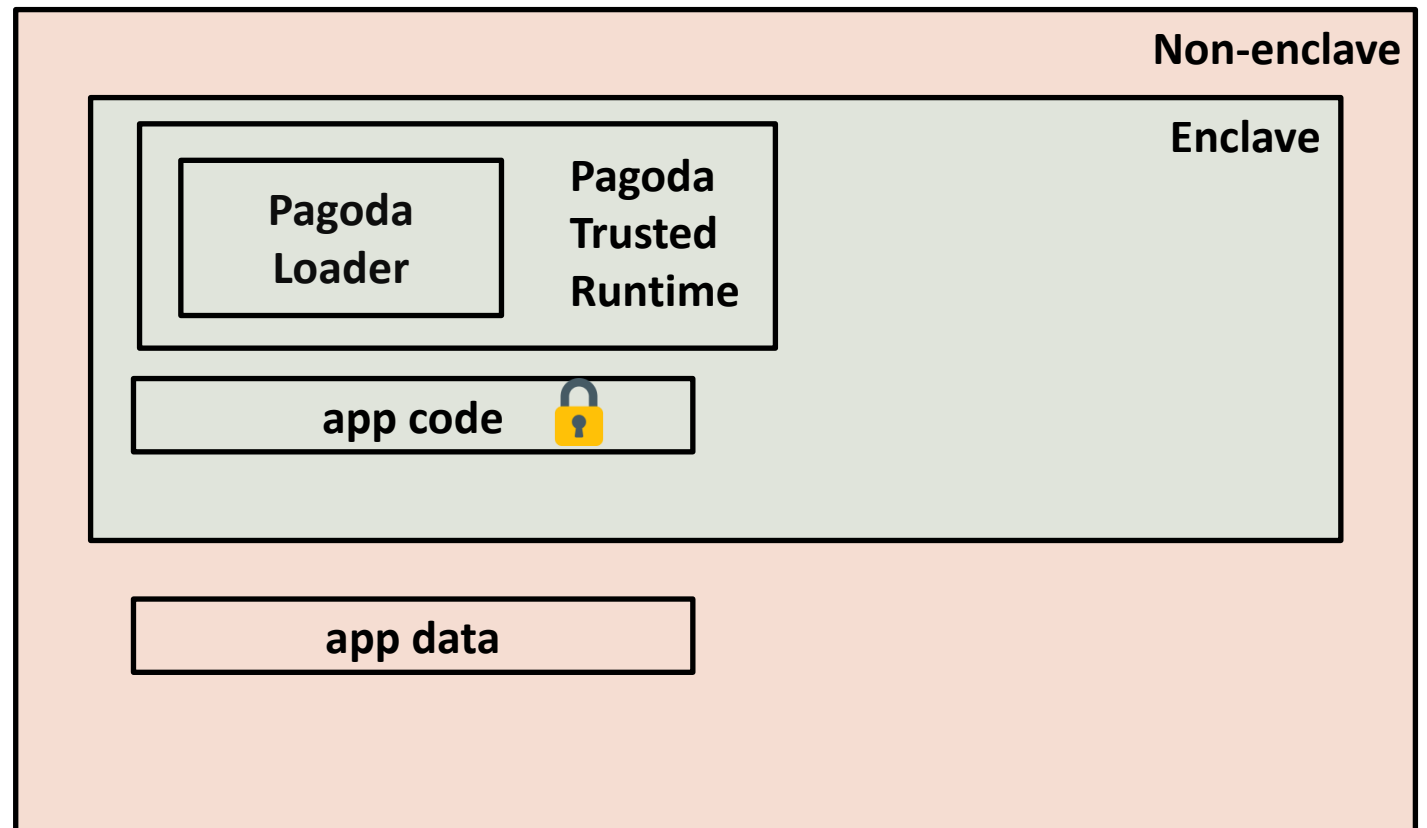 Non-enclave
Enclave
Pagoda
Loader
Pagoda
Trusted
Runtime
app code
app data